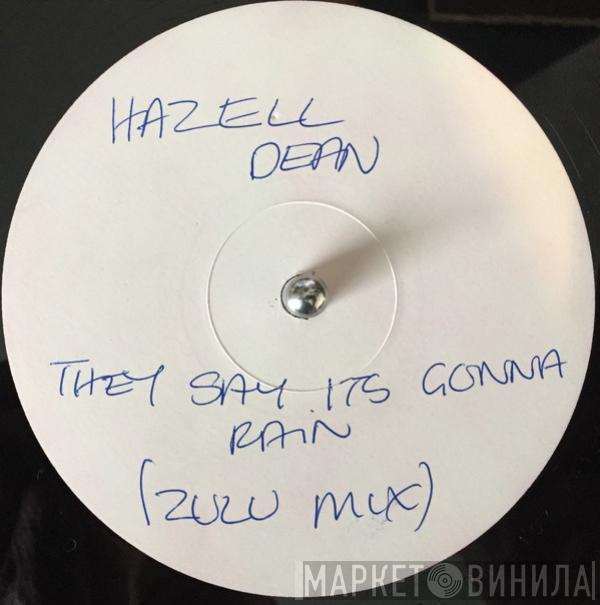 HAZELL
DEAN
THEY SAY ITS GONNA
RAIN
(ZULU MIX)
МАРКЕТ ВИНИЛА